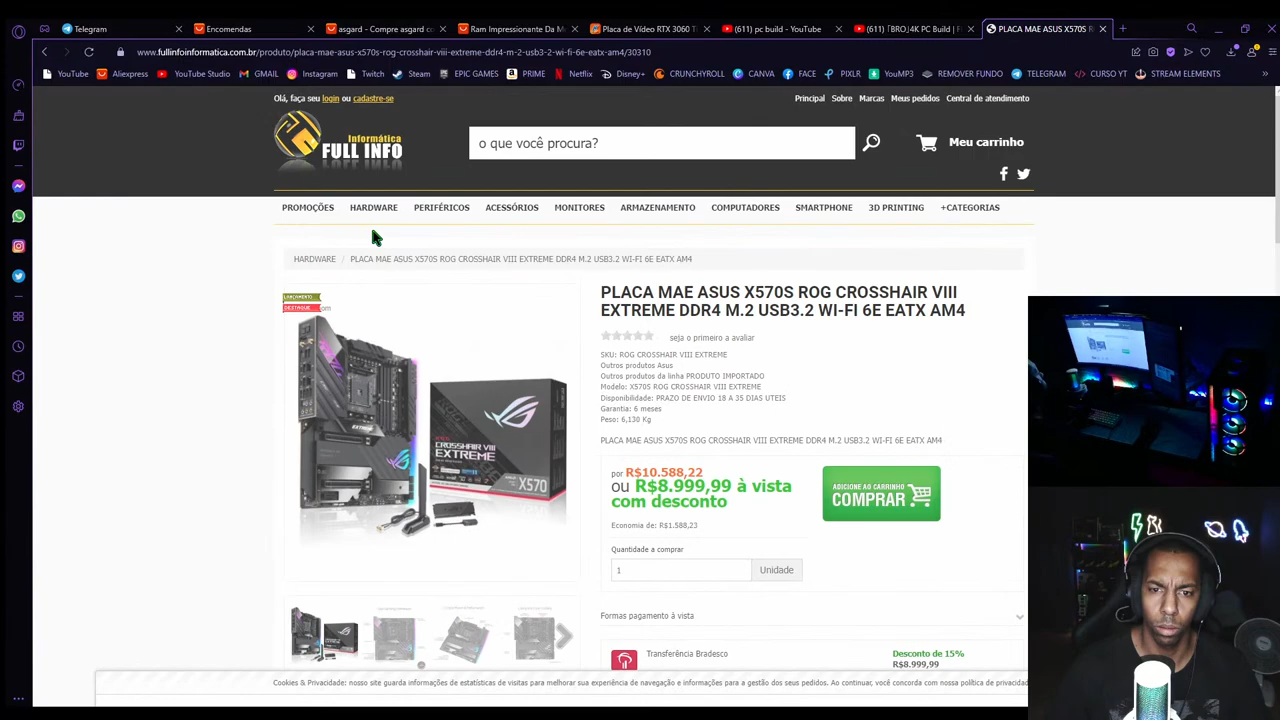 Telegram
Encomendas
asgard - Compre asgard con
Ram Impressionante Da Me
Placa de Vídeo RTX 3060 Ti
(611) pc build - YouTube
(611) [BRO]4K PC Build | Fr
PLACA MAE ASUS X570S R
www.fullinfoinformatica.com.br/produto/placa-mae-asus-x570s-rog-crosshair-viii-extreme-ddr4-m-2-usb3-2-wi-fi-6e-eatx-am4/30310
YouTube
Aliexpress
YouTube Studio
GMAIL
Instagram
Twitch
Steam
EPIC GAMES
PRIME
Netflix
Disney+
CRUNCHYROLL
CANVA
FACE
PIXLR
YouMP3
REMOVER FUNDO
TELEGRAM
CURSO YT
STREAM ELEMENTS
Olá, faça seu login ou cadastre-se
Principal Sobre Marcas Meus pedidos Central de atendimento
Informática
FULL INFO
o que você procura?
Meu carrinho
PROMOÇÕES HARDWARE PERIFÉRICOS ACESSÓRIOS MONITORES ARMAZENAMENTO COMPUTADORES SMARTPHONE 3D PRINTING +CATEGORIAS
HARDWARE / PLACA MAE ASUS X570S ROG CROSSHAIR VIII EXTREME DDR4 M.2 USB3.2 WI-FI 6E EATX AM4
LANÇAMENTO
DESTAQUE
PLACA MAE ASUS X570S ROG CROSSHAIR VIII
EXTREME DDR4 M.2 USB3.2 WI-FI 6E EATX AM4
seja o primeiro a avaliar
SKU: ROG CROSSHAIR VIII EXTREME
Outros produtos Asus
Outros produtos da linha PRODUTO IMPORTADO
Modelo: X570S ROG CROSSHAIR VIII EXTREME
Disponibilidade: PRAZO DE ENVIO 18 A 35 DIAS UTEIS
Garantia: 6 meses
Peso: 6,130 Kg
PLACA MAE ASUS X570S ROG CROSSHAIR VIII EXTREME DDR4 M.2 USB3.2 WI-FI 6E EATX AM4
CROSSHAIR VIII
EXTREME
X570
por R$10.588,22
ou R$8.999,99 à vista
com desconto
ADICIONE AO CARRINHO
COMPRAR
Economia de: R$1.588,23
Quantidade a comprar
1
Unidade
Formas pagamento à vista
Transferência Bradesco
Desconto de 15%
R$8.999,99
Cookies & Privacidade: nosso site guarda informações de estatísticas de visitas para melhorar sua experiência de navegação e informações para a gestão dos seus pedidos. Ao continuar, você concorda com nossa política de privacidad